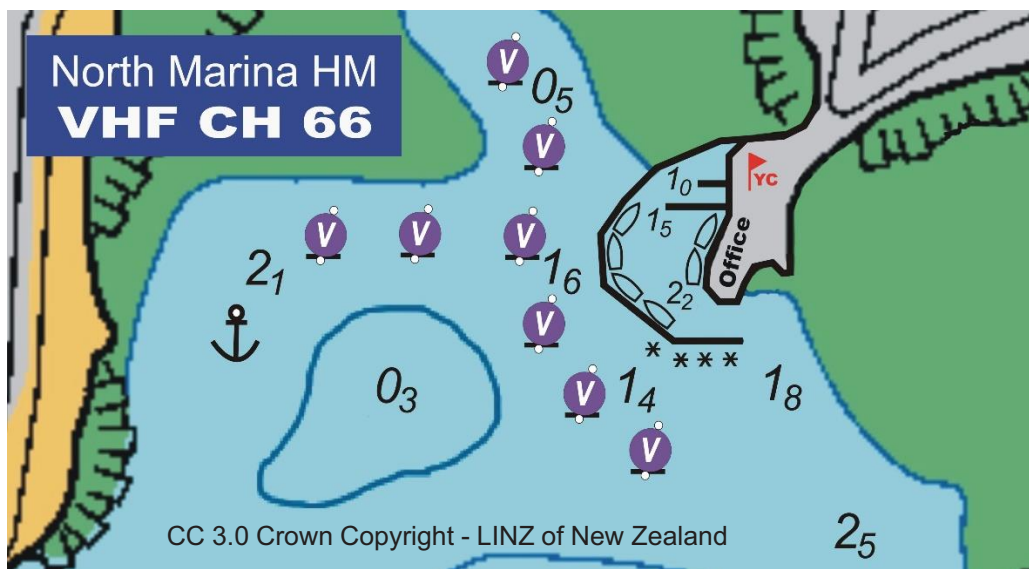 North Marina HM
VHF CH 66
V
0₅
V
1₀
YC
V
V
V
1₅
Office
2₁
1₆
2₂
V
0₃
V
1₄
1₈
V
CC 3.0 Crown Copyright - LINZ of New Zealand
2₅